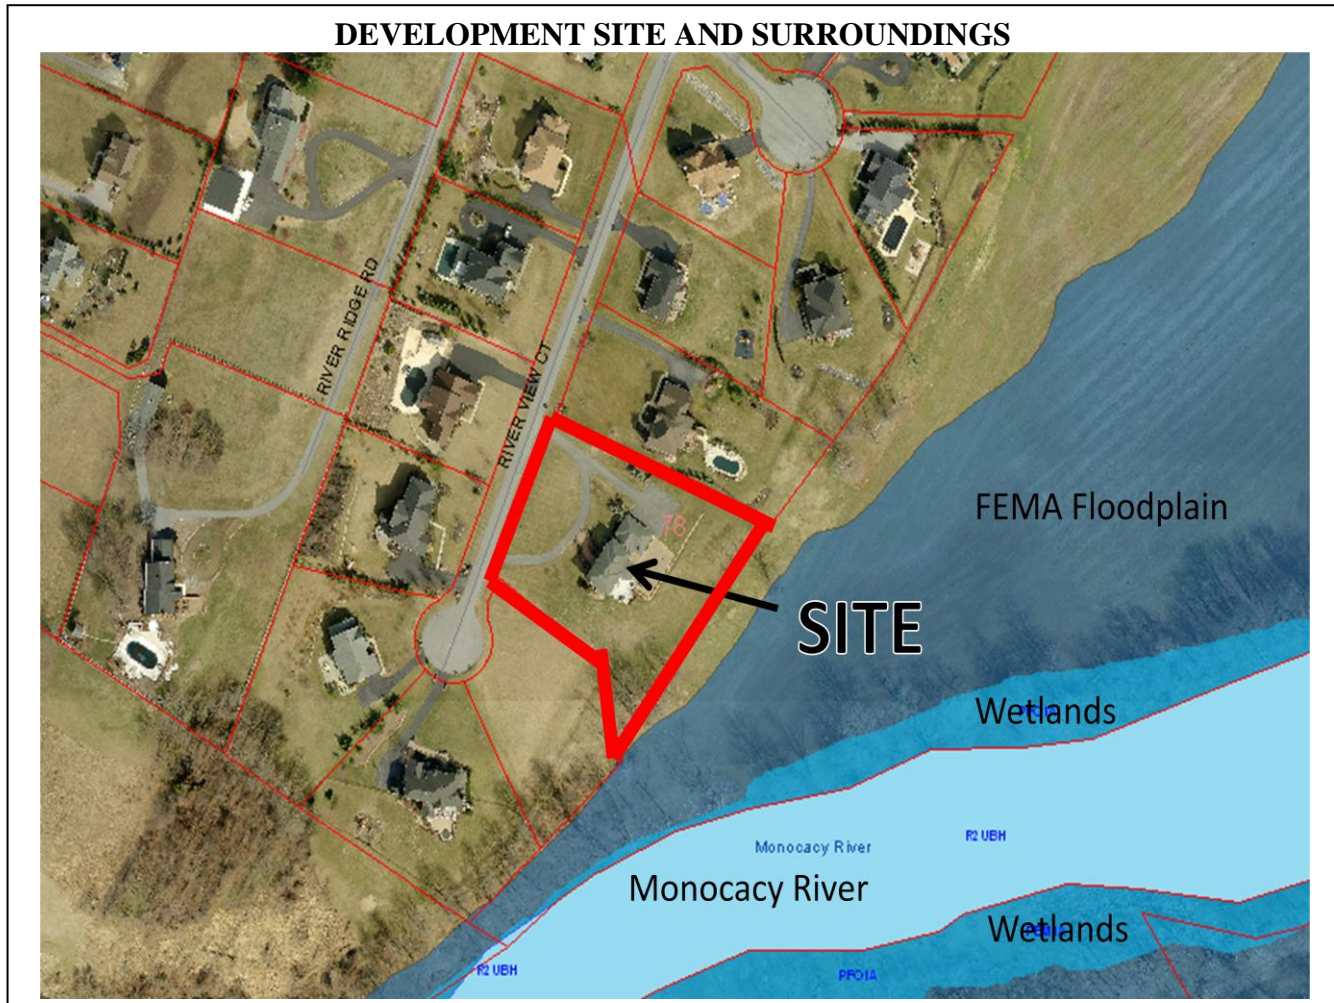 DEVELOPMENT SITE AND SURROUNDINGS
RIVER RIDGE RD
RIVER VIEW CT
78
FEMA Floodplain
SITE
Wetlands
Monocacy River
R2 UBH
Monocacy River
Wetlands
R2 UBH
PFO1A